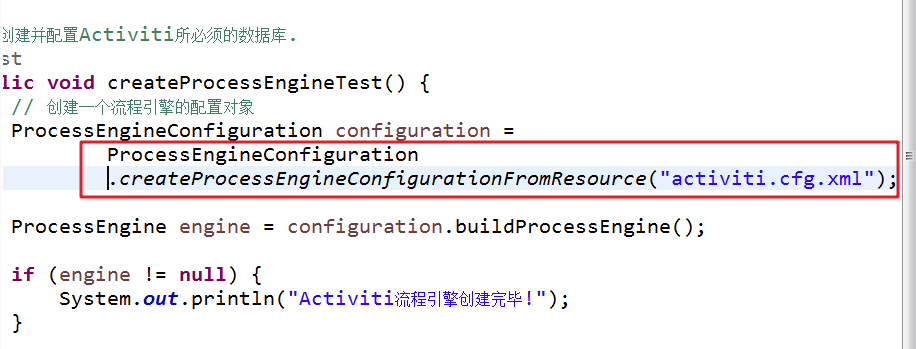 创建并配置Activiti所必须的数据库.
st
lic void createProcessEngineTest() {
// 创建一个流程引擎的配置对象
ProcessEngineConfiguration configuration =
ProcessEngineConfiguration
.createProcessEngineConfigurationFromResource("activiti.cfg.xml");
ProcessEngine engine = configuration.buildProcessEngine();
if (engine != null) {
System.out.println("Activiti流程引擎创建完毕!");
}